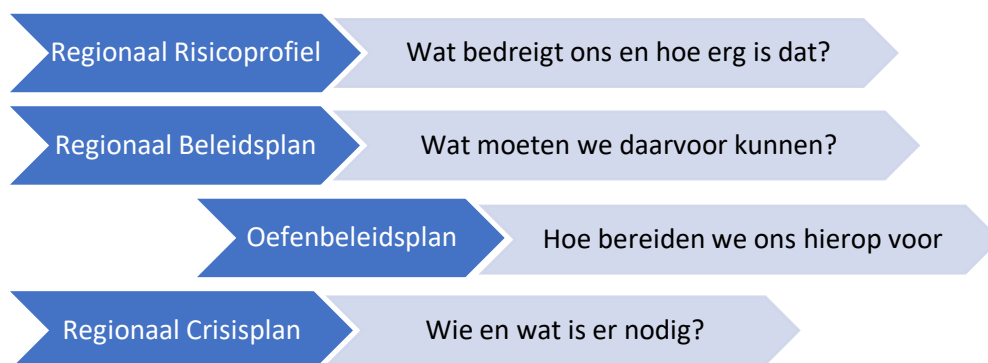 Regionaal Risicoprofiel
Wat bedreigt ons en hoe erg is dat?
Regionaal Beleidsplan
Wat moeten we daarvoor kunnen?
Oefenbeleidsplan
Hoe bereiden we ons hierop voor
Regionaal Crisisplan
Wie en wat is er nodig?